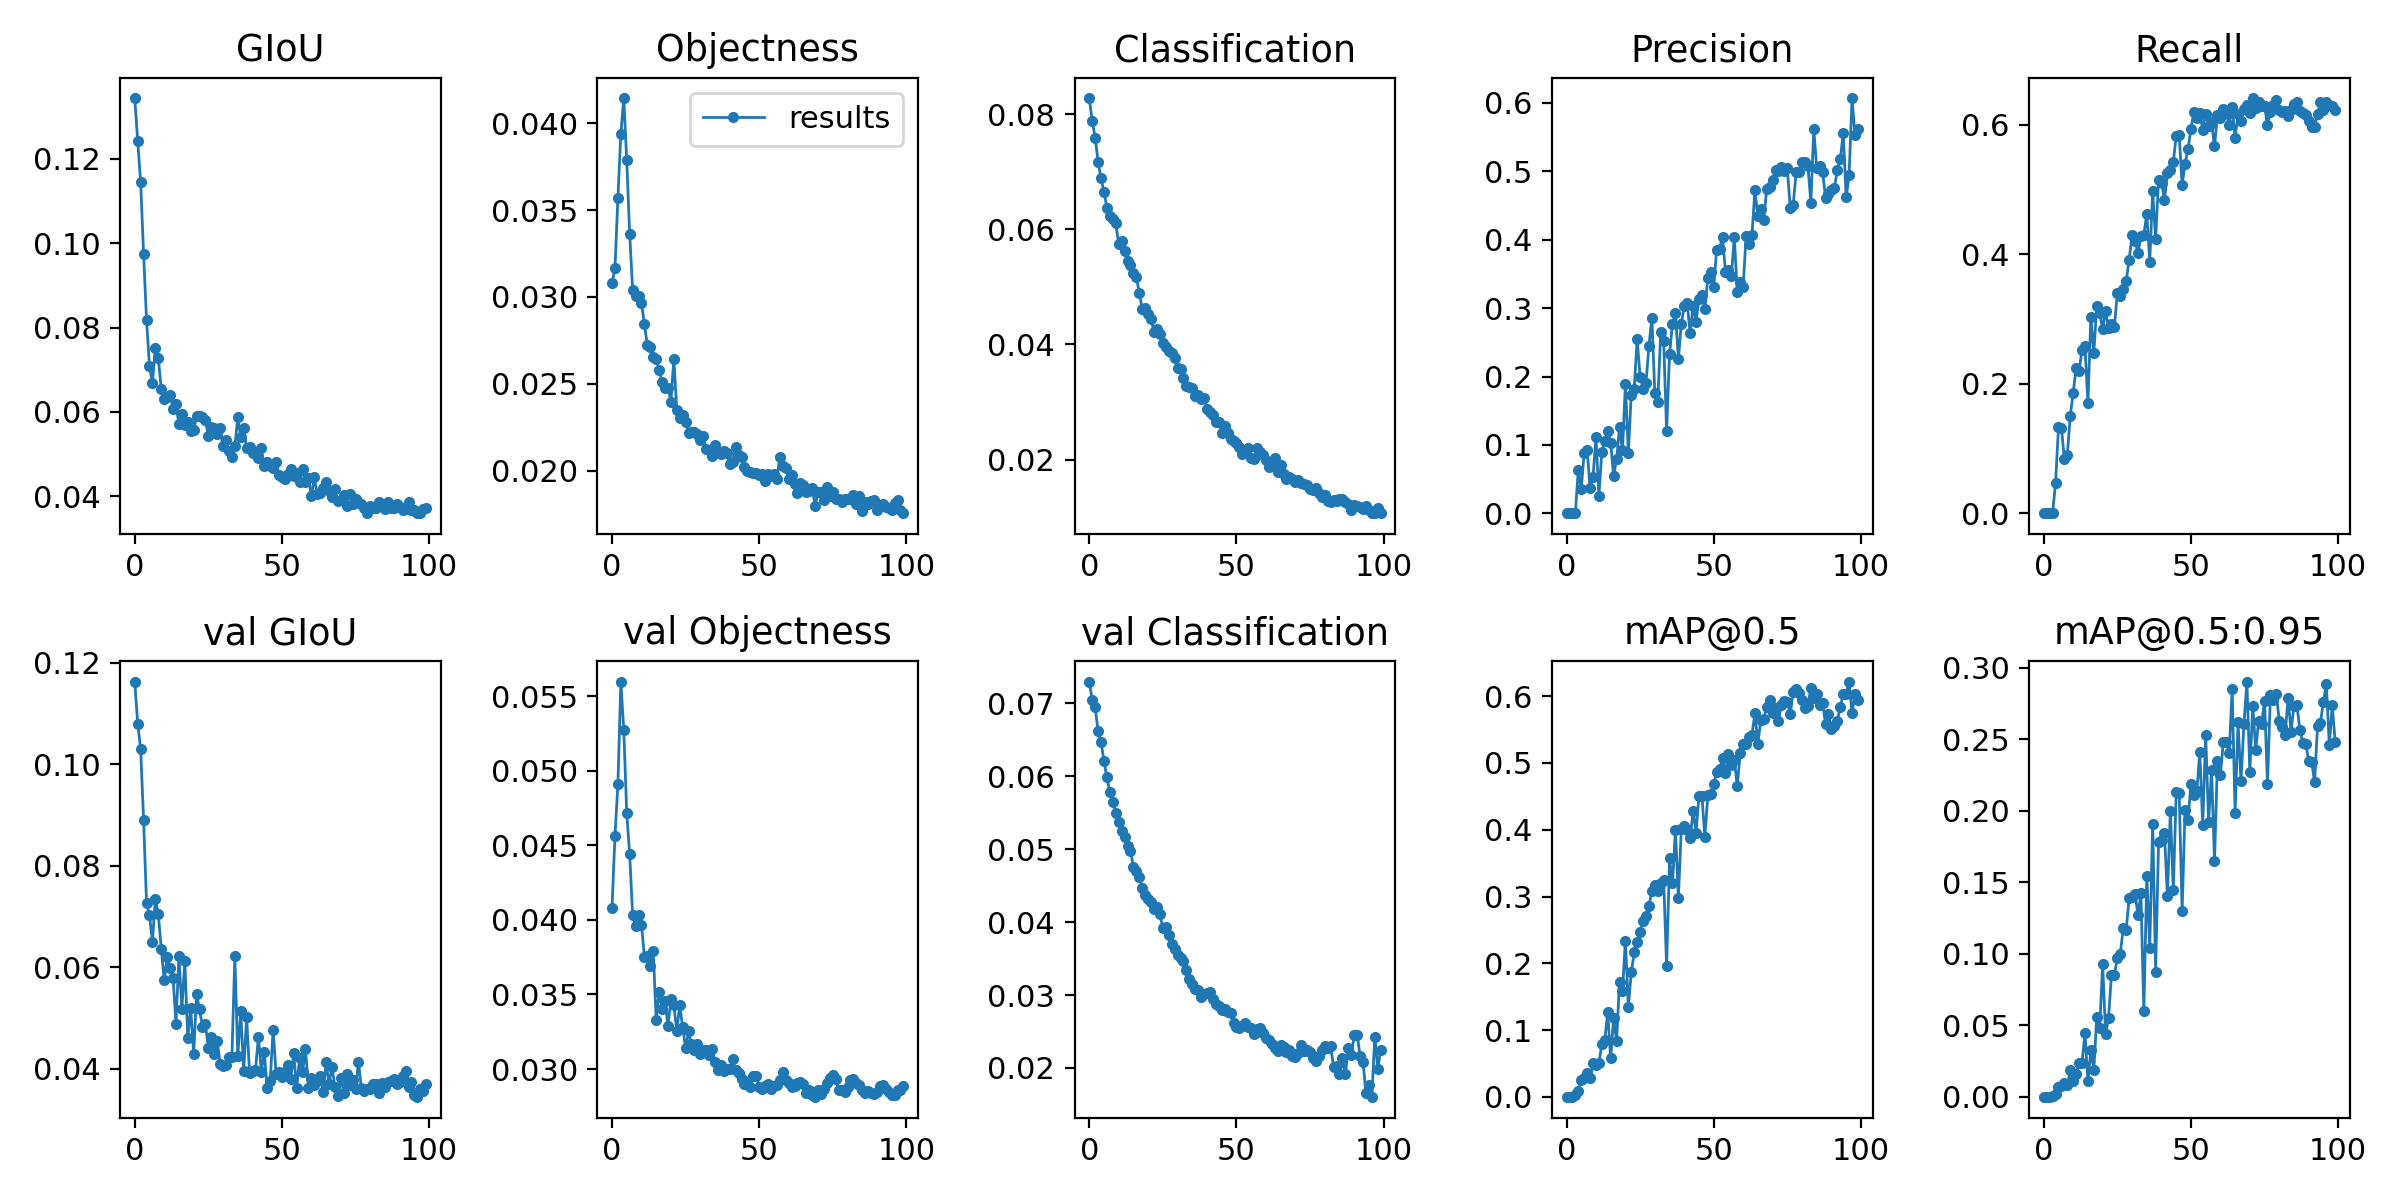 GIoU
Objectness
Classification
Precision
Recall
0.12
0.10
0.08
0.06
0.04
0 50 100
results
0.040
0.035
0.030
0.025
0.020
0 50 100
0.08
0.06
0.04
0.02
0 50 100
0.6
0.5
0.4
0.3
0.2
0.1
0.0
0 50 100
0.6
0.4
0.2
0.0
0 50 100
val GIoU
val Objectness
val Classification
mAP@0.5
mAP@0.5:0.95
0.12
0.10
0.08
0.06
0.04
0 50 100
0.055
0.050
0.045
0.040
0.035
0.030
0 50 100
0.07
0.06
0.05
0.04
0.03
0.02
0 50 100
0.6
0.5
0.4
0.3
0.2
0.1
0.0
0 50 100
0.30
0.25
0.20
0.15
0.10
0.05
0.00
0 50 100